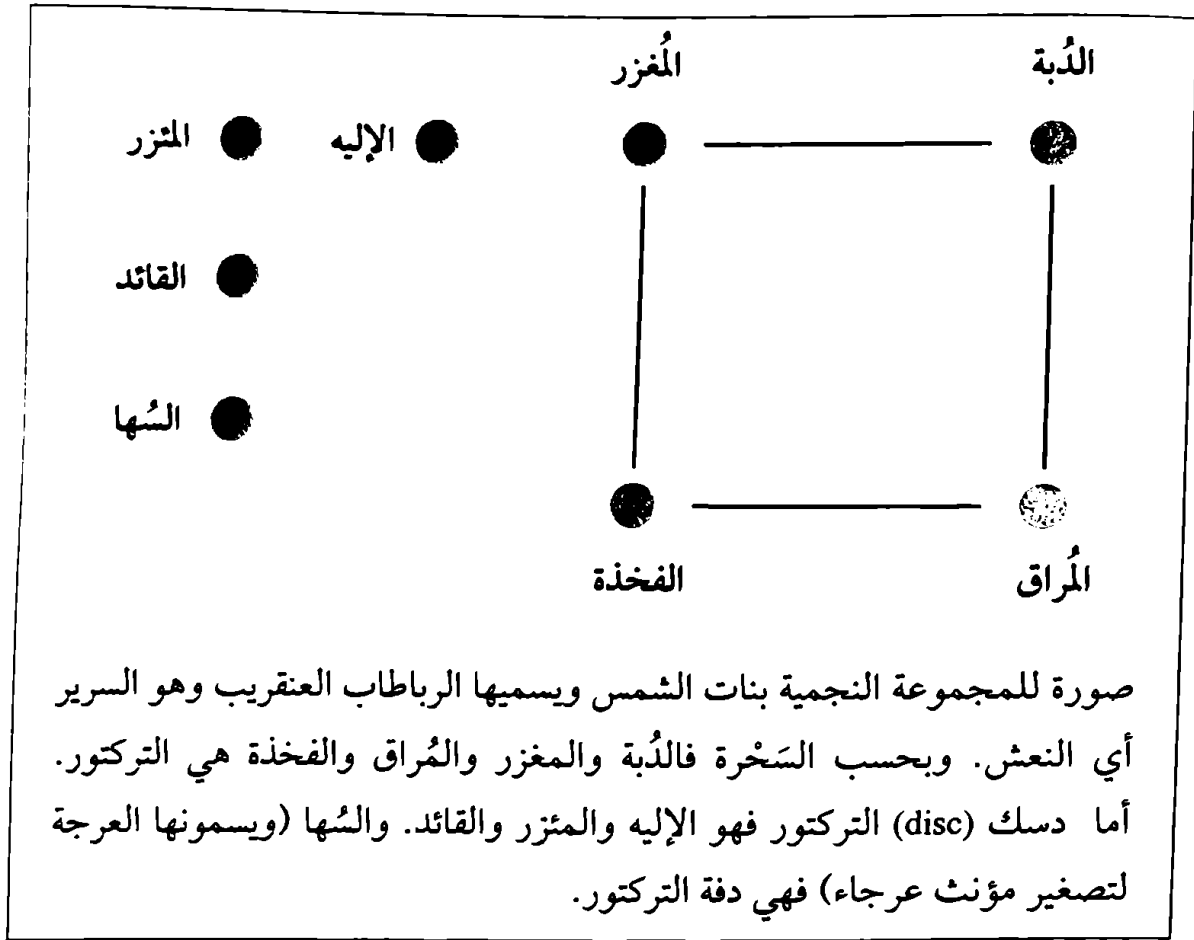 الدُبة
المُغزر
الإليه
المئزر
القائد
السُها
المُراق
الفخذة
صورة للمجموعة النجمية بنات الشمس ويسميها الرباطاب العنقريب وهو السرير
أي النعش. وبحسب السَحْرة فالدُبة والمغزر والمُراق والفخذة هي التركتور.
أما دسك (disc) التركتور فهو الإليه والمئزر والقائد. والسُها (ويسمونها العرجة
لتصغير مؤنث عرجاء) فهي دفة التركتور.